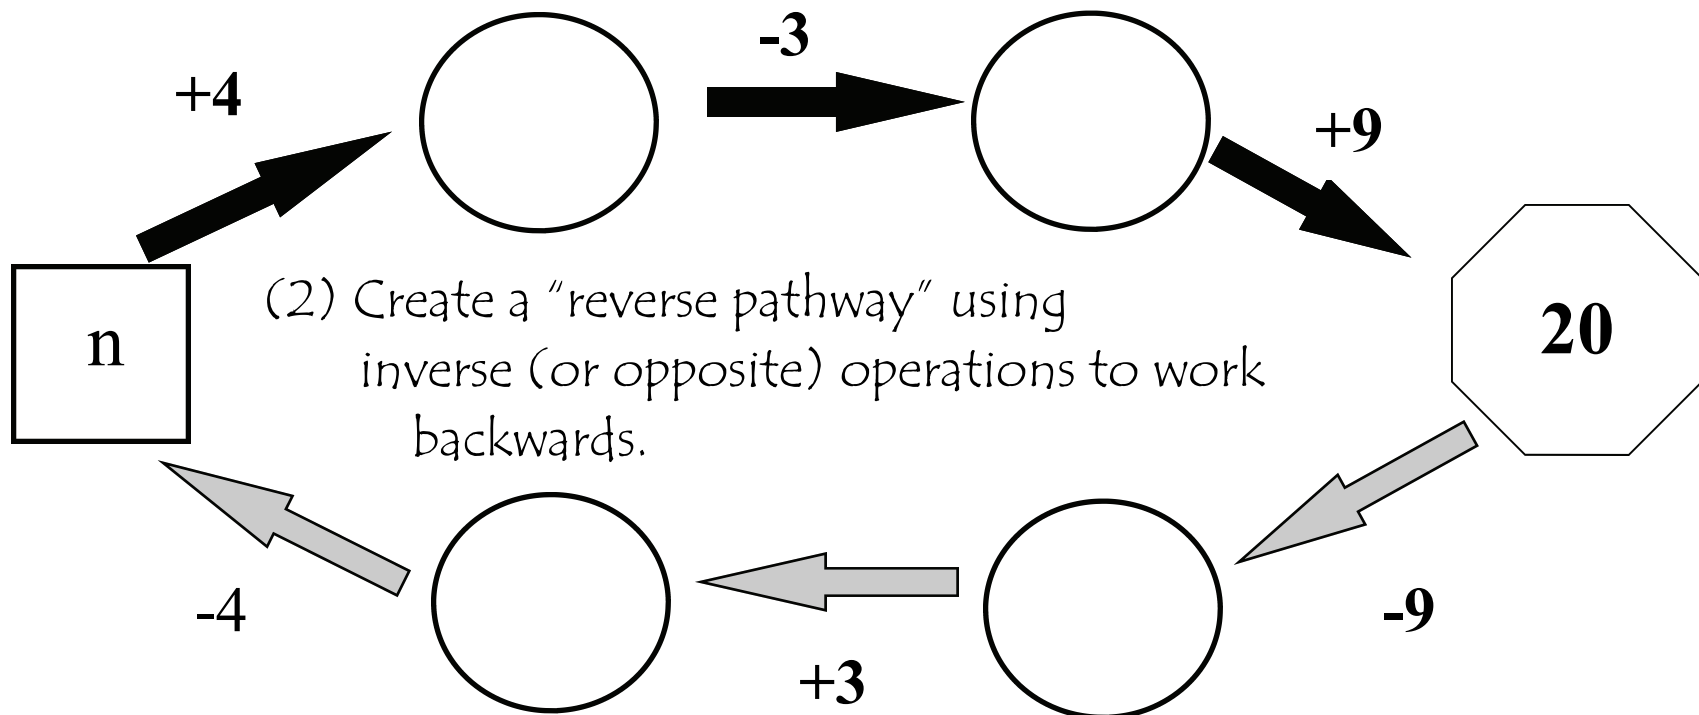 -3
+4
+9
(2) Create a “reverse pathway” using
inverse (or opposite) operations to work
backwards.
n
20
-4
-9
+3